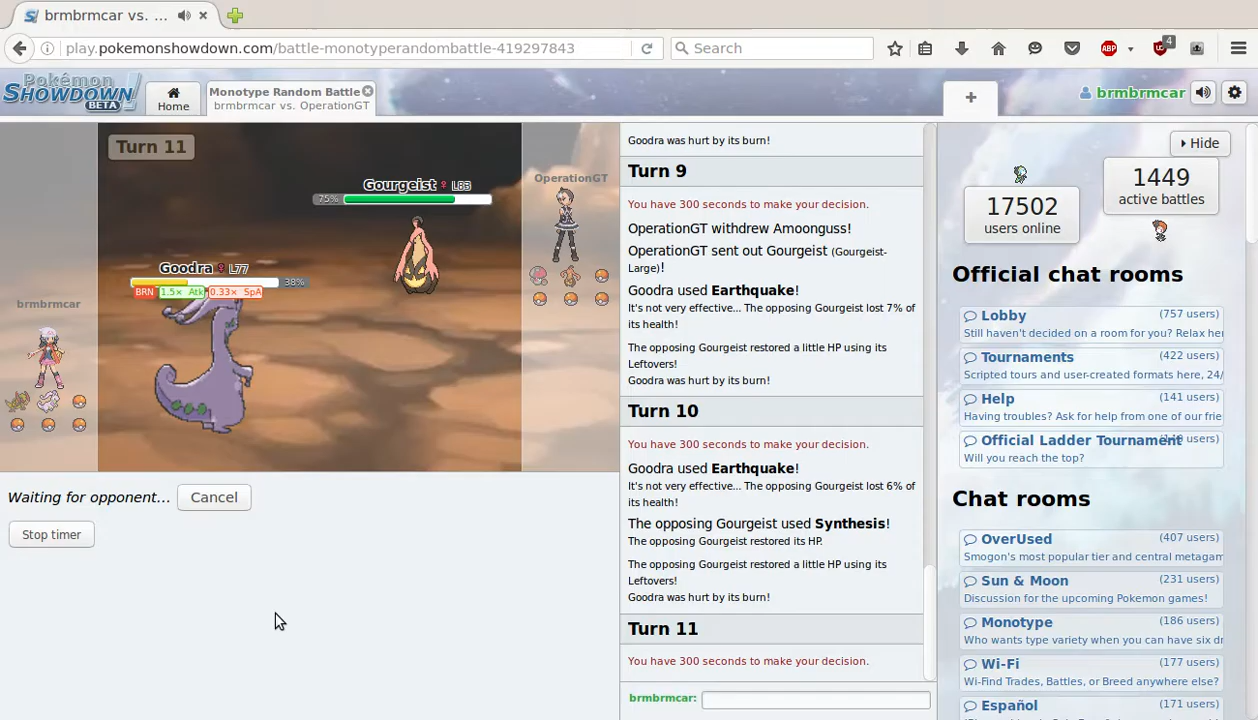 brmbrmcar vs. ...
play.pokemonshowdown.com/battle-monotyperandombattle-419297843
Search
ABP
4
Pokémon
SHOWDOWN
BETA
Home
Monotype Random Battle
brmbrmcar vs. OperationGT
+
brmbrmcar
Turn 11
Gourgeist ♀ L83
75%
OperationGT
Goodra ♀ L77
38%
BRN 1.5× Atk 0.33× SpA
brmbrmcar
Waiting for opponent... Cancel
Stop timer
Goodra was hurt by its burn!
Turn 9
You have 300 seconds to make your decision.
OperationGT withdrew Amoonguss!
OperationGT sent out Gourgeist (Gourgeist-
Large)!
Goodra used Earthquake!
It's not very effective... The opposing Gourgeist lost 7% of
its health!
The opposing Gourgeist restored a little HP using its
Leftovers!
Goodra was hurt by its burn!
Turn 10
You have 300 seconds to make your decision.
Goodra used Earthquake!
It's not very effective... The opposing Gourgeist lost 6% of
its health!
The opposing Gourgeist used Synthesis!
The opposing Gourgeist restored its HP.
The opposing Gourgeist restored a little HP using its
Leftovers!
Goodra was hurt by its burn!
Turn 11
You have 300 seconds to make your decision.
brmbrmcar:
Hide
17502
users online
1449
active battles
Official chat rooms
Lobby (757 users)
Still haven't decided on a room for you? Relax her
Tournaments (422 users)
Scripted tours and user-created formats here, 24/
Help (141 users)
Having troubles? Ask for help from one of our frie
Official Ladder Tournament
Will you reach the top?
Chat rooms
OverUsed (407 users)
Smogon's most popular tier and central metagam
Sun & Moon (231 users)
Discussion for the upcoming Pokemon games!
Monotype (186 users)
Who wants type variety when you can have six dr
Wi-Fi (177 users)
Wi-Find Trades, Battles, or Breed anywhere else?
Español (171 users)